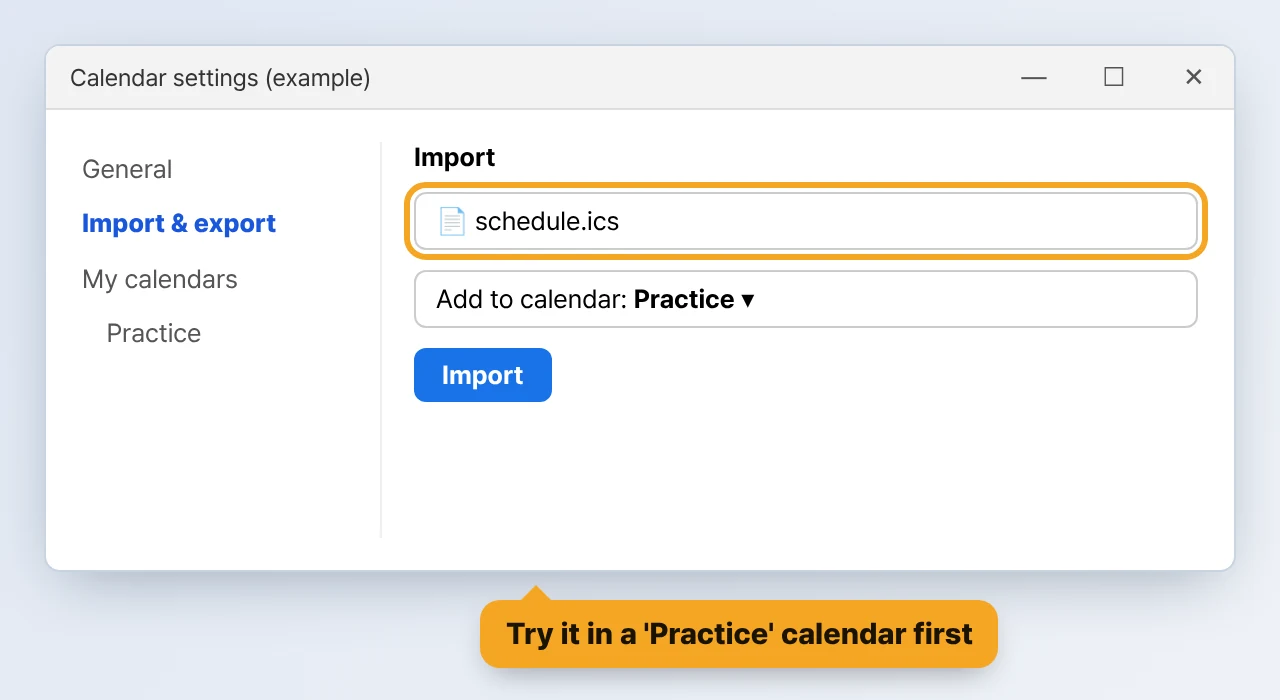 Calendar settings (example)
General
Import & export
My calendars
Practice
Import
schedule.ics
Add to calendar: Practice ▾
Import
Try it in a 'Practice' calendar first